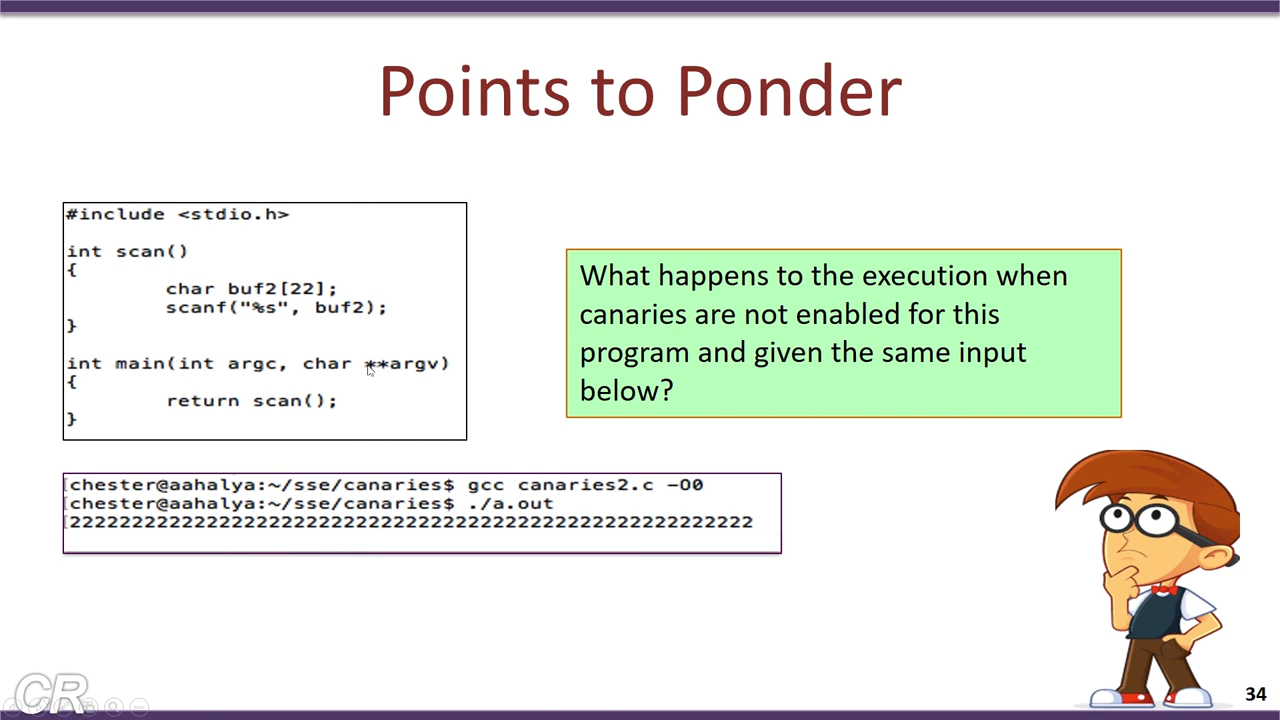 Points to Ponder
#include <stdio.h>
int scan()
{
char buf2[22];
scanf("%s", buf2);
}
int main(int argc, char **argv)
{
return scan();
}
What happens to the execution when
canaries are not enabled for this
program and given the same input
below?
[chester@aahalya:~/sse/canaries$ gcc canaries2.c -O0
[chester@aahalya:~/sse/canaries$ ./a.out
[2222222222222222222222222222222222222222222222222222222
CR
34